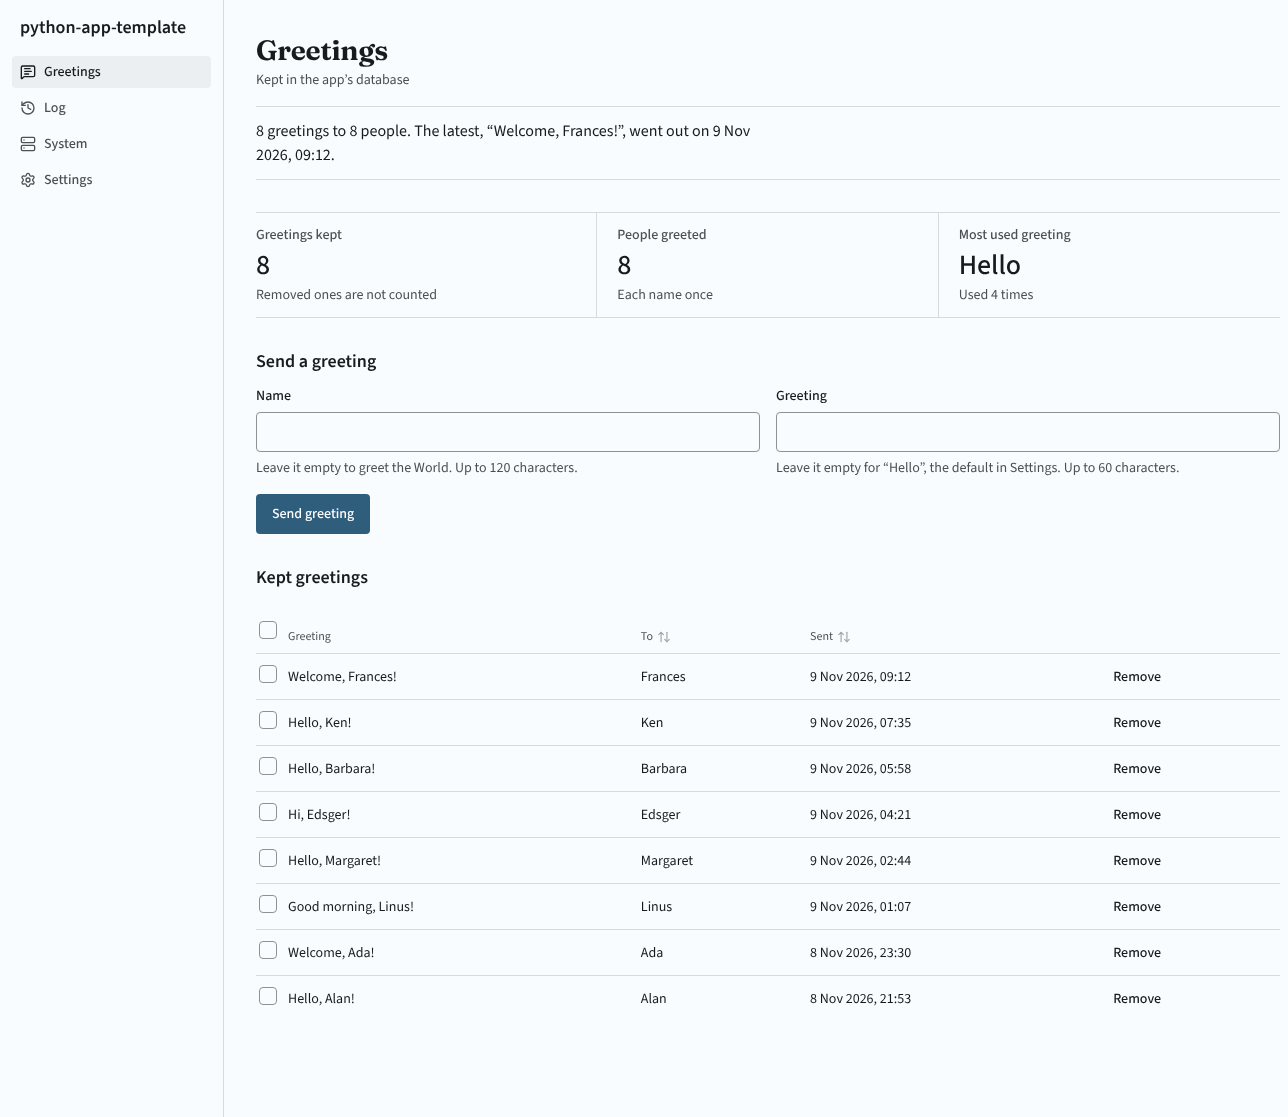 python-app-template
Greetings
Log
System
Settings
Greetings
Kept in the app’s database
8 greetings to 8 people. The latest, “Welcome, Frances!”, went out on 9 Nov
2026, 09:12.
Greetings kept
8
Removed ones are not counted
People greeted
8
Each name once
Most used greeting
Hello
Used 4 times
Send a greeting
Name
Leave it empty to greet the World. Up to 120 characters.
Greeting
Leave it empty for “Hello”, the default in Settings. Up to 60 characters.
Send greeting
Kept greetings
Greeting To Sent
Welcome, Frances! Frances 9 Nov 2026, 09:12 Remove
Hello, Ken! Ken 9 Nov 2026, 07:35 Remove
Hello, Barbara! Barbara 9 Nov 2026, 05:58 Remove
Hi, Edsger! Edsger 9 Nov 2026, 04:21 Remove
Hello, Margaret! Margaret 9 Nov 2026, 02:44 Remove
Good morning, Linus! Linus 9 Nov 2026, 01:07 Remove
Welcome, Ada! Ada 8 Nov 2026, 23:30 Remove
Hello, Alan! Alan 8 Nov 2026, 21:53 Remove